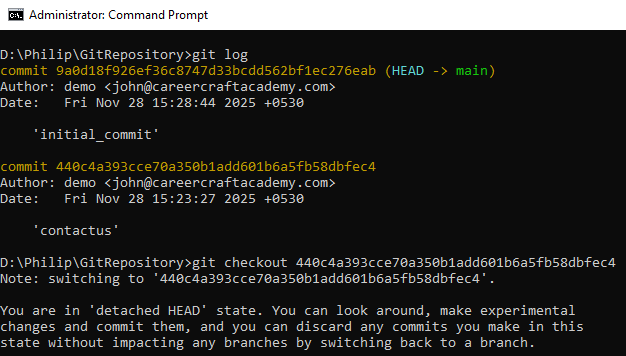 Administrator: Command Prompt
D:\Philip\GitRepository>git log
commit 9a0d18f926ef36c8747d33bcdd562bf1ec276eab (HEAD -> main)
Author: demo <john@careercraftacademy.com>
Date:   Fri Nov 28 15:28:44 2025 +0530
'initial_commit'
commit 440c4a393cce70a350b1add601b6a5fb58dbfec4
Author: demo <john@careercraftacademy.com>
Date:   Fri Nov 28 15:23:27 2025 +0530
'contactus'
D:\Philip\GitRepository>git checkout 440c4a393cce70a350b1add601b6a5fb58dbfec4
Note: switching to '440c4a393cce70a350b1add601b6a5fb58dbfec4'.
You are in 'detached HEAD' state. You can look around, make experimental
changes and commit them, and you can discard any commits you make in this
state without impacting any branches by switching back to a branch.